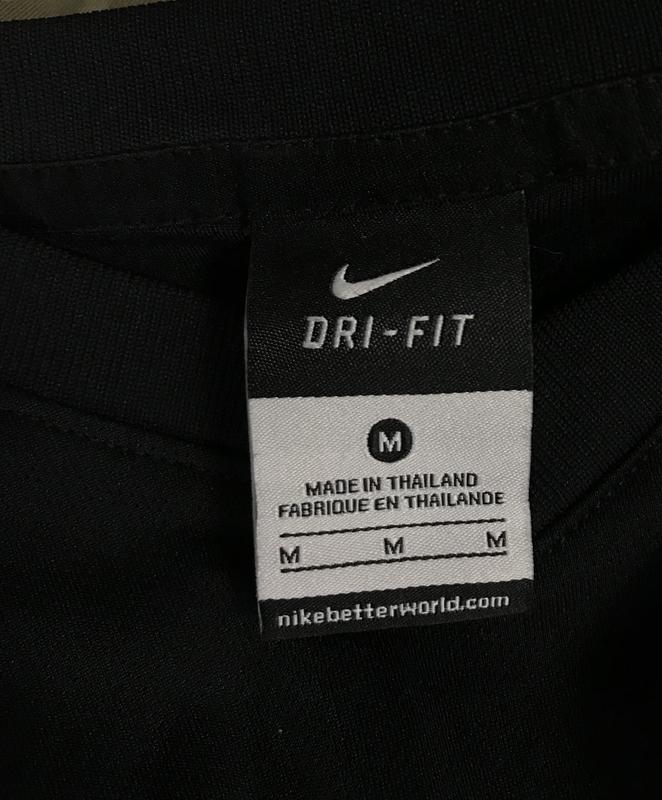 DRI-FIT
M
MADE IN THAILAND
FABRIQUE EN THAILANDE
M M M
nikebetterworld.com